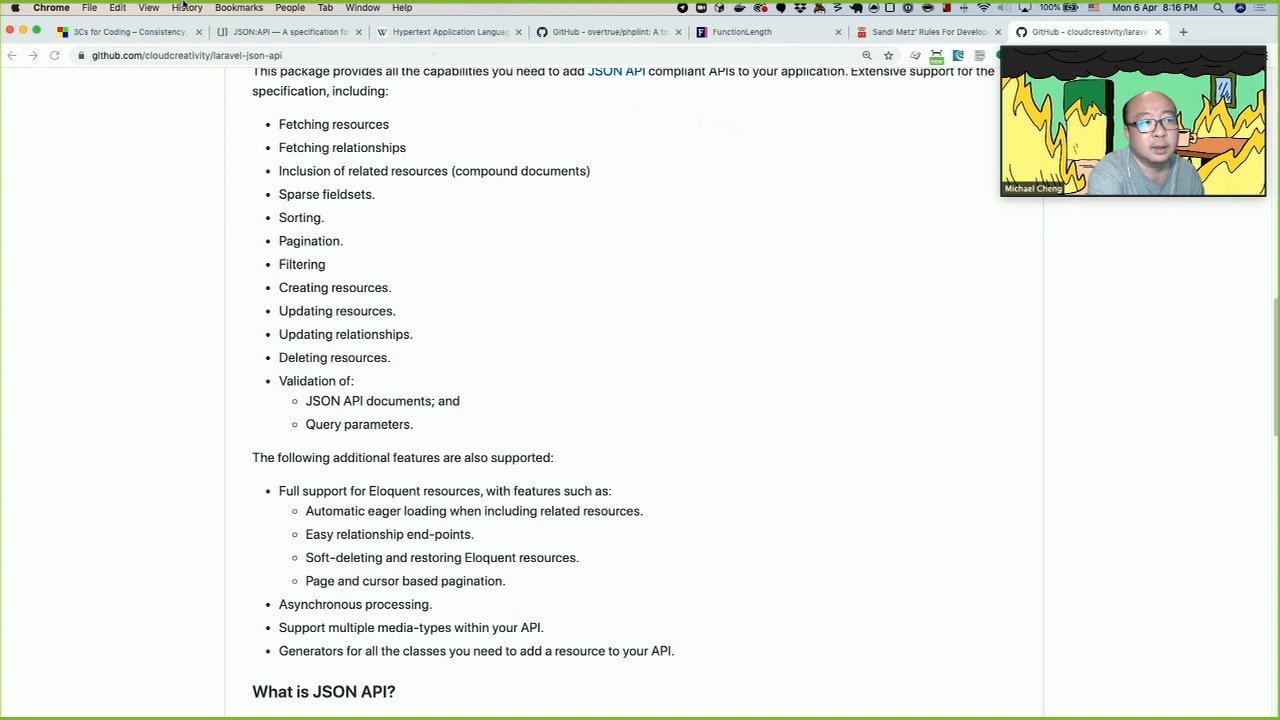 Chrome File Edit View History Bookmarks People Tab Window Help 100% Mon 6 Apr 8:16 PM
3Cs for Coding – Consistency, JSON:API — A specification fo Hypertext Application Langua GitHub - overtrue/phplint: A to FunctionLength Sandi Metz' Rules For Develop GitHub - cloudcreativity/larave
github.com/cloudcreativity/laravel-json-api
new
This package provides all the capabilities you need to add JSON API compliant APIs to your application. Extensive support for the
specification, including:
• Fetching resources
• Fetching relationships
• Inclusion of related resources (compound documents)
• Sparse fieldsets.
• Sorting.
• Pagination.
• Filtering
• Creating resources.
• Updating resources.
• Updating relationships.
• Deleting resources.
• Validation of:
◦ JSON API documents; and
◦ Query parameters.
The following additional features are also supported:
• Full support for Eloquent resources, with features such as:
◦ Automatic eager loading when including related resources.
◦ Easy relationship end-points.
◦ Soft-deleting and restoring Eloquent resources.
◦ Page and cursor based pagination.
• Asynchronous processing.
• Support multiple media-types within your API.
• Generators for all the classes you need to add a resource to your API.
What is JSON API?
Michael Cheng